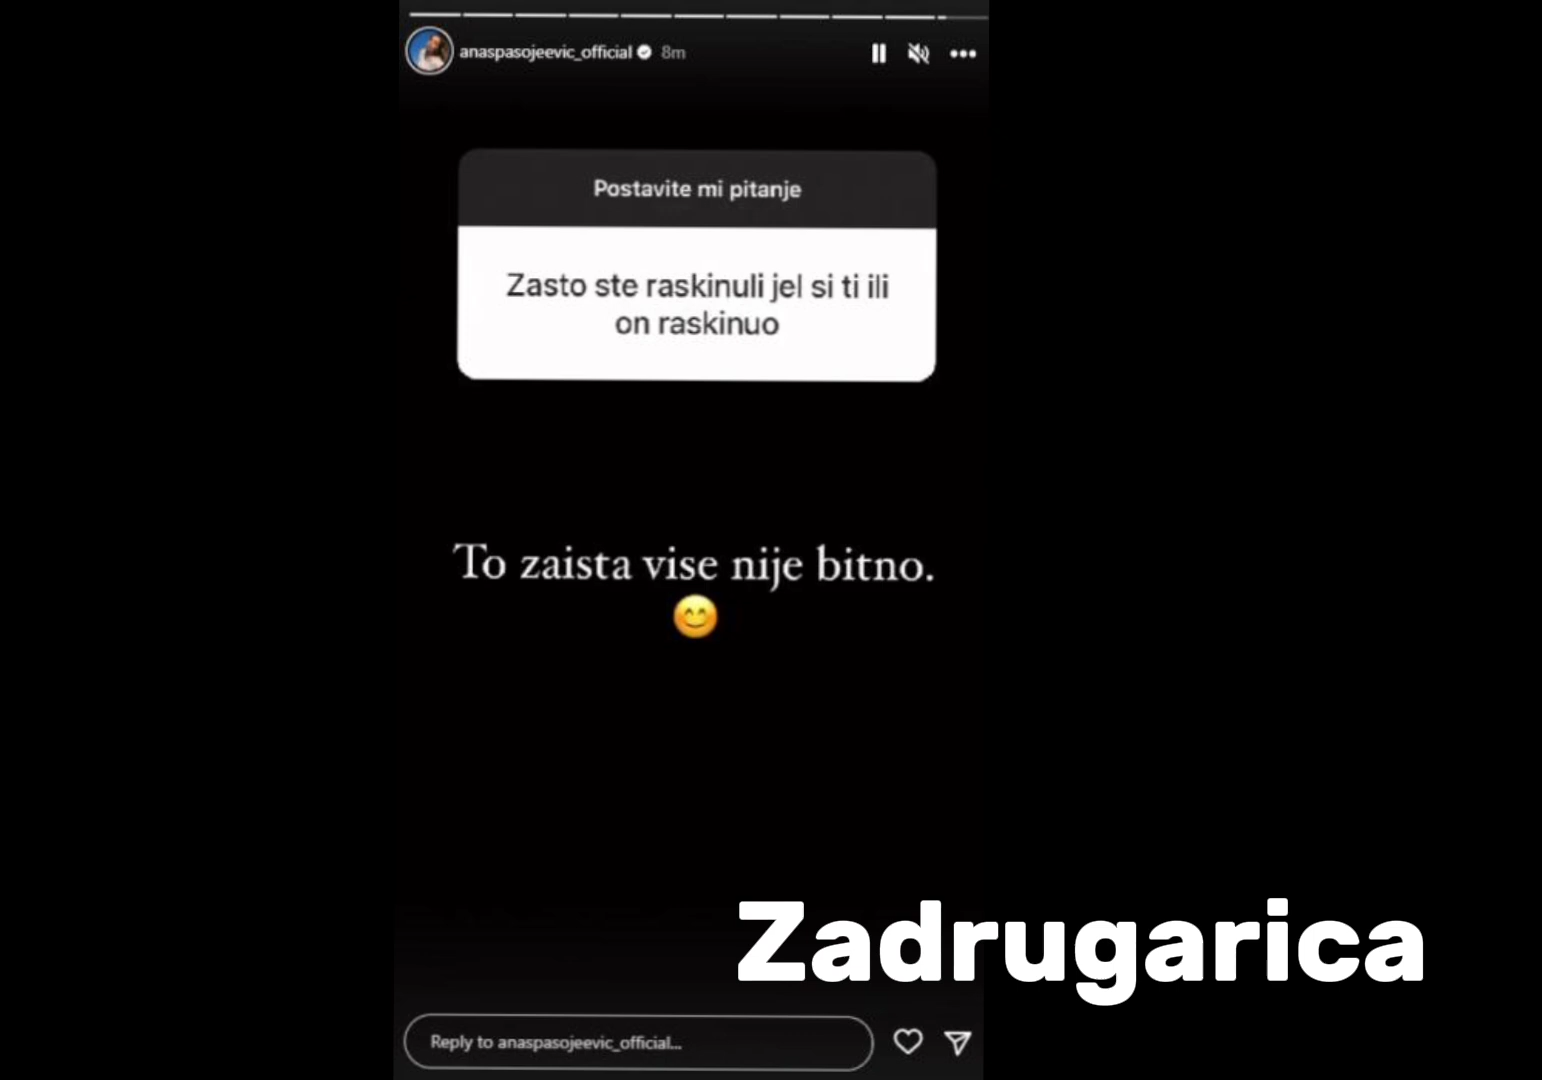 anaspasojeevic_official 8m
Postavite mi pitanje
Zasto ste raskinuli jel si ti ili
on raskinuo
To zaista vise nije bitno.
😊
Zadrugarica
Reply to anaspasojeevic_official...